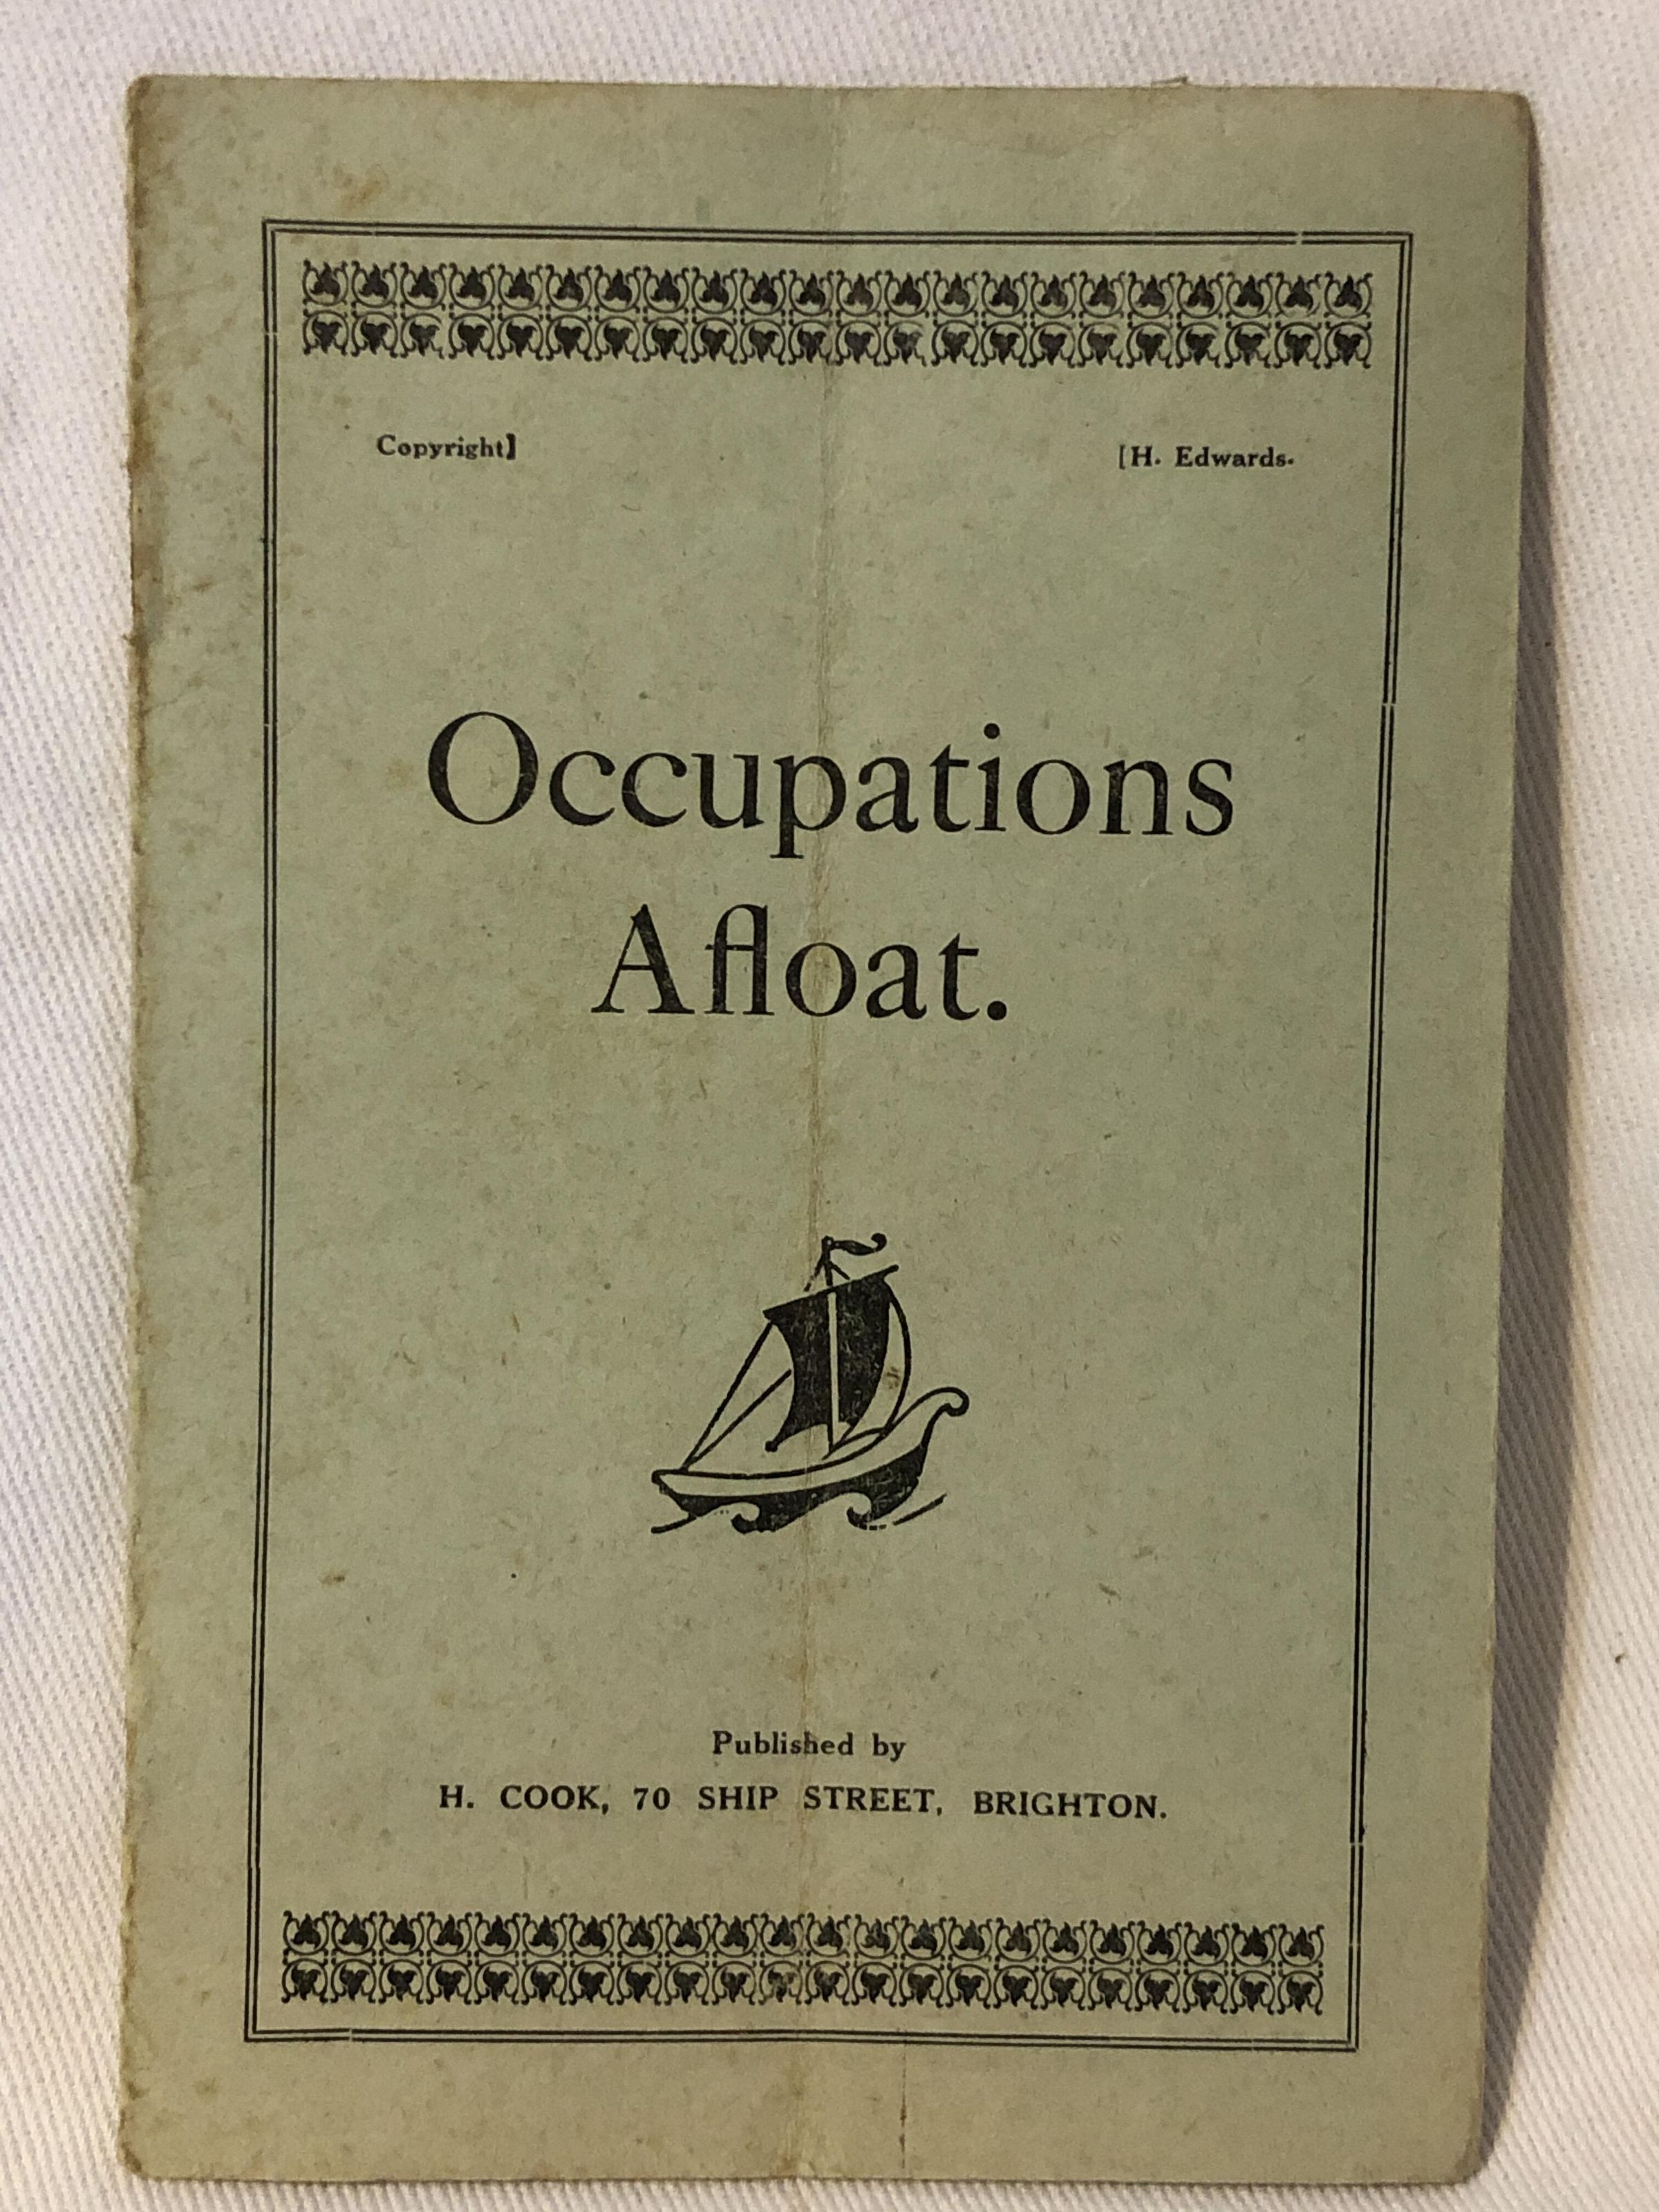 Copyright] [H. Edwards.
Occupations
Afloat.
Published by
H. COOK, 70 SHIP STREET, BRIGHTON.